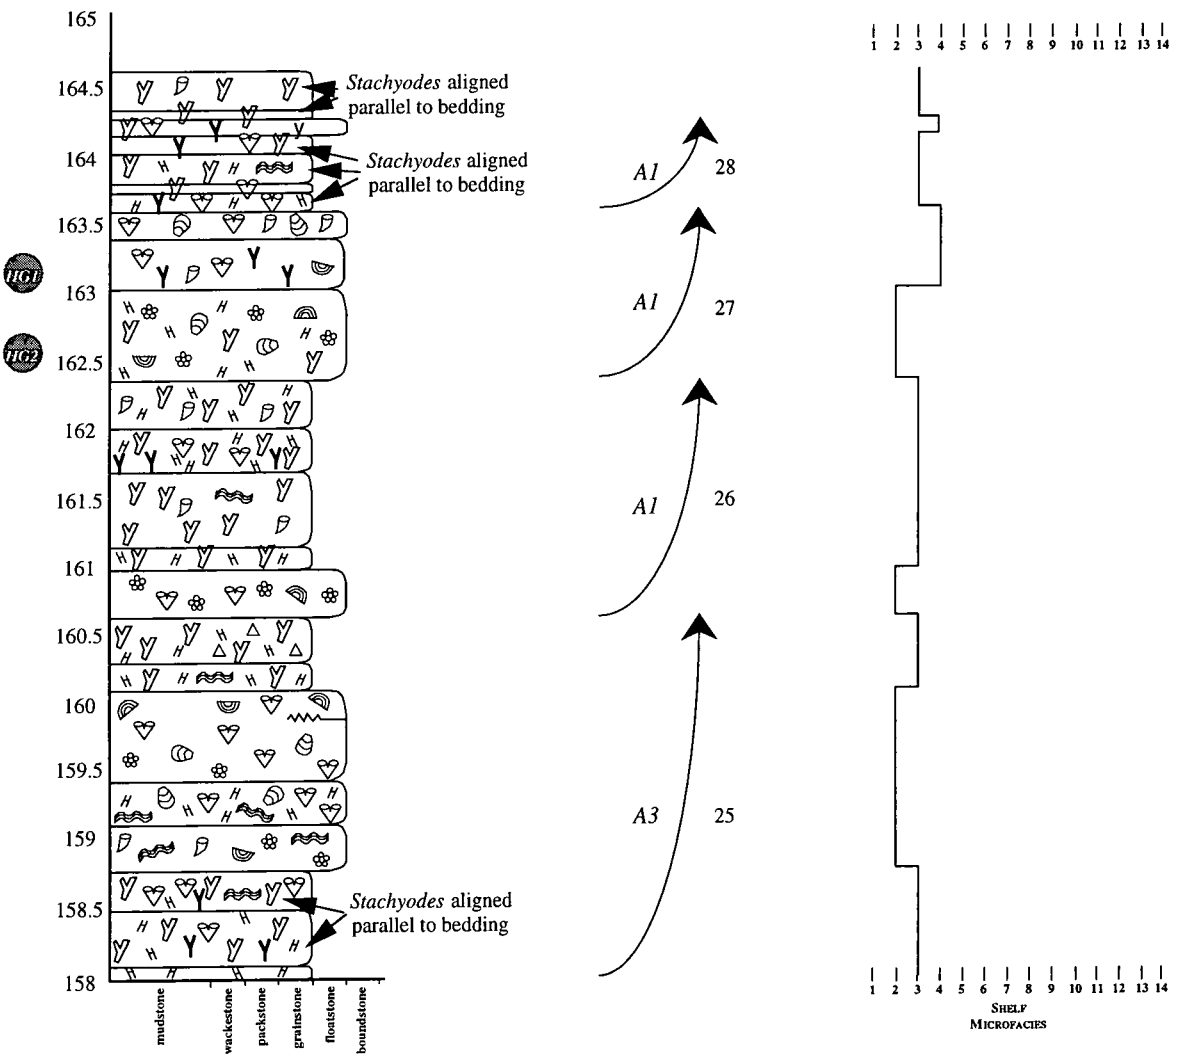 165
1 2 3 4 5 6 7 8 9 10 11 12 13 14
164.5
Stachyodes aligned
parallel to bedding
164
Stachyodes aligned
parallel to bedding
A1 28
163.5
HG1
163
A1 27
HG2
162.5
162
161.5
A1 26
161
160.5
160
159.5
159
A3 25
158.5
Stachyodes aligned
parallel to bedding
158
mudstone
wackestone
packstone
grainstone
floatstone
boundstone
1 2 3 4 5 6 7 8 9 10 11 12 13 14
SHELF
MICROFACIES